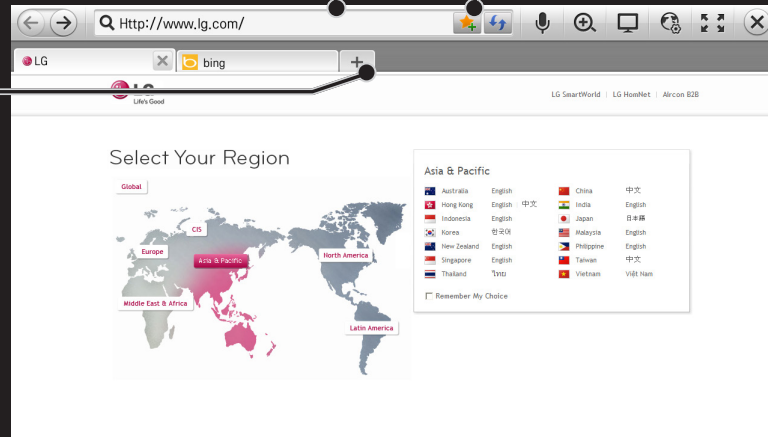 Http://www.lg.com/
LG
bing
LG
Life's Good
LG SmartWorld | LG HomNet | Aircon B2B
Select Your Region
Global
CIS
Europe
Asia & Pacific
North America
Middle East & Africa
Latin America
Asia & Pacific
Australia English China 中文
Hong Kong English 中文 India English
Indonesia English Japan 日本語
Korea 한국어 Malaysia English
New Zealand English Philippine English
Singapore English Taiwan 中文
Thailand ไทย Vietnam Việt Nam
Remember My Choice